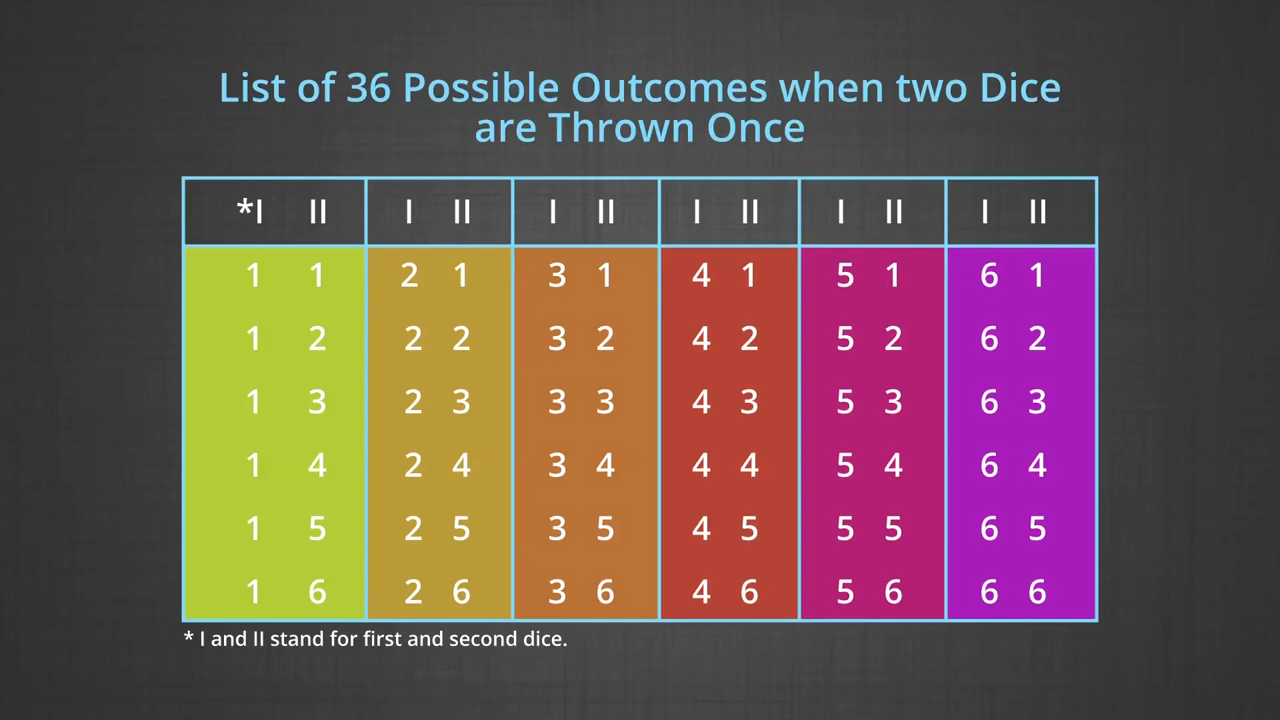 List of 36 Possible Outcomes when two Dice
are Thrown Once
*I II I II I II I II I II I II
1 1 2 1 3 1 4 1 5 1 6 1
1 2 2 2 3 2 4 2 5 2 6 2
1 3 2 3 3 3 4 3 5 3 6 3
1 4 2 4 3 4 4 4 5 4 6 4
1 5 2 5 3 5 4 5 5 5 6 5
1 6 2 6 3 6 4 6 5 6 6 6
* I and II stand for first and second dice.